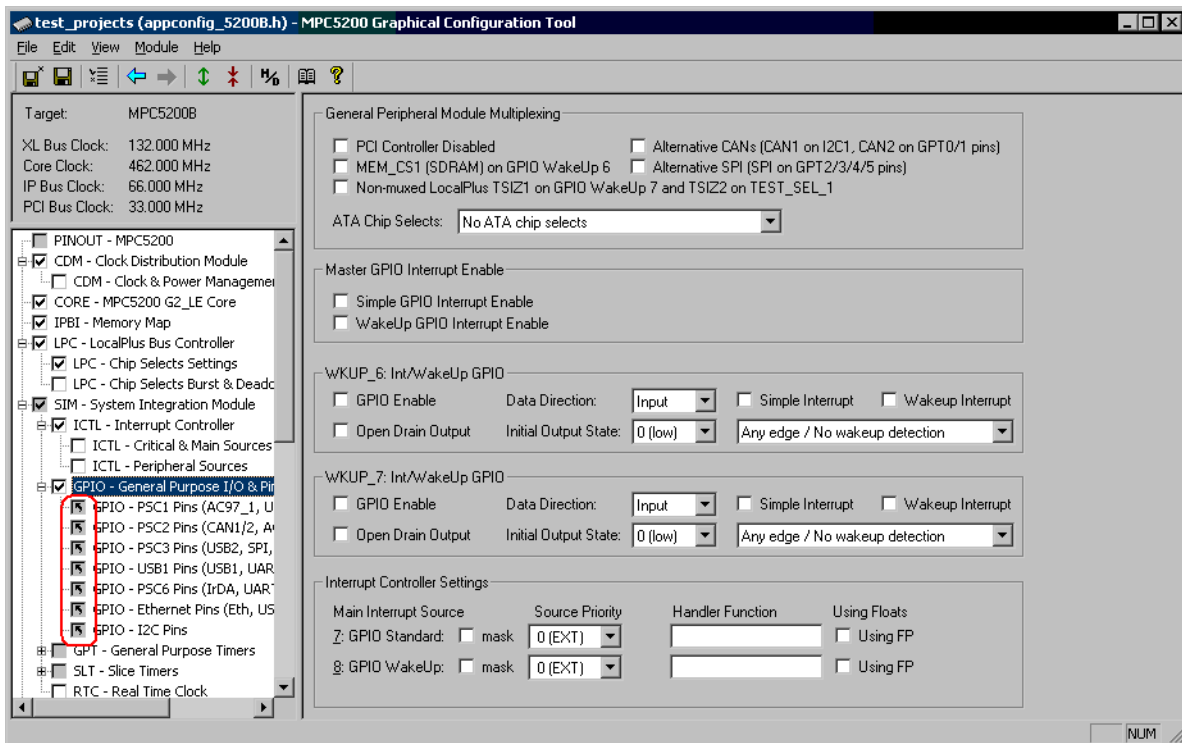 test_projects (appconfig_5200B.h) - MPC5200 Graphical Configuration Tool
File Edit View Module Help
Target: MPC5200B
XL Bus Clock: 132.000 MHz
Core Clock: 462.000 MHz
IP Bus Clock: 66.000 MHz
PCI Bus Clock: 33.000 MHz
PINOUT - MPC5200
CDM - Clock Distribution Module
CDM - Clock & Power Managemen
CORE - MPC5200 G2_LE Core
IPBI - Memory Map
LPC - LocalPlus Bus Controller
LPC - Chip Selects Settings
LPC - Chip Selects Burst & Deadc
SIM - System Integration Module
ICTL - Interrupt Controller
ICTL - Critical & Main Sources
ICTL - Peripheral Sources
GPIO - General Purpose I/O & Pin
GPIO - PSC1 Pins (AC97_1, U
GPIO - PSC2 Pins (CAN1/2, A
GPIO - PSC3 Pins (USB2, SPI,
GPIO - USB1 Pins (USB1, UAR
GPIO - PSC6 Pins (IrDA, UAR
GPIO - Ethernet Pins (Eth, US
GPIO - I2C Pins
GPT - General Purpose Timers
SLT - Slice Timers
RTC - Real Time Clock
General Peripheral Module Multiplexing
PCI Controller Disabled Alternative CANs (CAN1 on I2C1, CAN2 on GPT0/1 pins)
MEM_CS1 (SDRAM) on GPIO WakeUp 6 Alternative SPI (SPI on GPT2/3/4/5 pins)
Non-muxed LocalPlus TSIZ1 on GPIO WakeUp 7 and TSIZ2 on TEST_SEL_1
ATA Chip Selects: No ATA chip selects
Master GPIO Interrupt Enable
Simple GPIO Interrupt Enable
WakeUp GPIO Interrupt Enable
WKUP_6: Int/WakeUp GPIO
GPIO Enable Data Direction: Input Simple Interrupt Wakeup Interrupt
Open Drain Output Initial Output State: 0 (low) Any edge / No wakeup detection
WKUP_7: Int/WakeUp GPIO
GPIO Enable Data Direction: Input Simple Interrupt Wakeup Interrupt
Open Drain Output Initial Output State: 0 (low) Any edge / No wakeup detection
Interrupt Controller Settings
Main Interrupt Source Source Priority Handler Function Using Floats
7: GPIO Standard: mask 0 (EXT) Using FP
8: GPIO WakeUp: mask 0 (EXT) Using FP
NUM